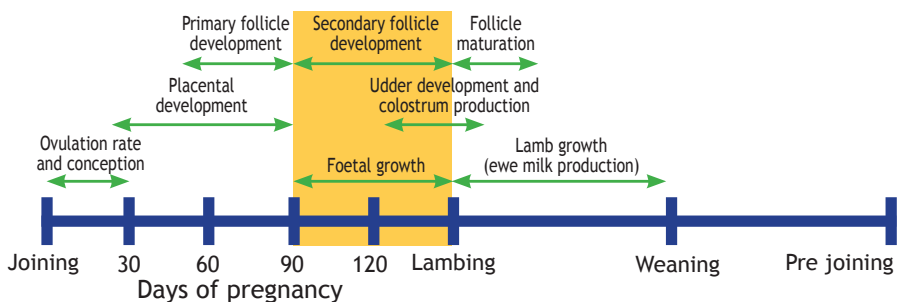 Primary follicle
development
Secondary follicle
development
Follicle
maturation
Placental
development
Udder development and
colostrum production
Ovulation rate
and conception
Foetal growth
Lamb growth
(ewe milk production)
Joining 30 60 90 120 Lambing Weaning Pre joining
Days of pregnancy